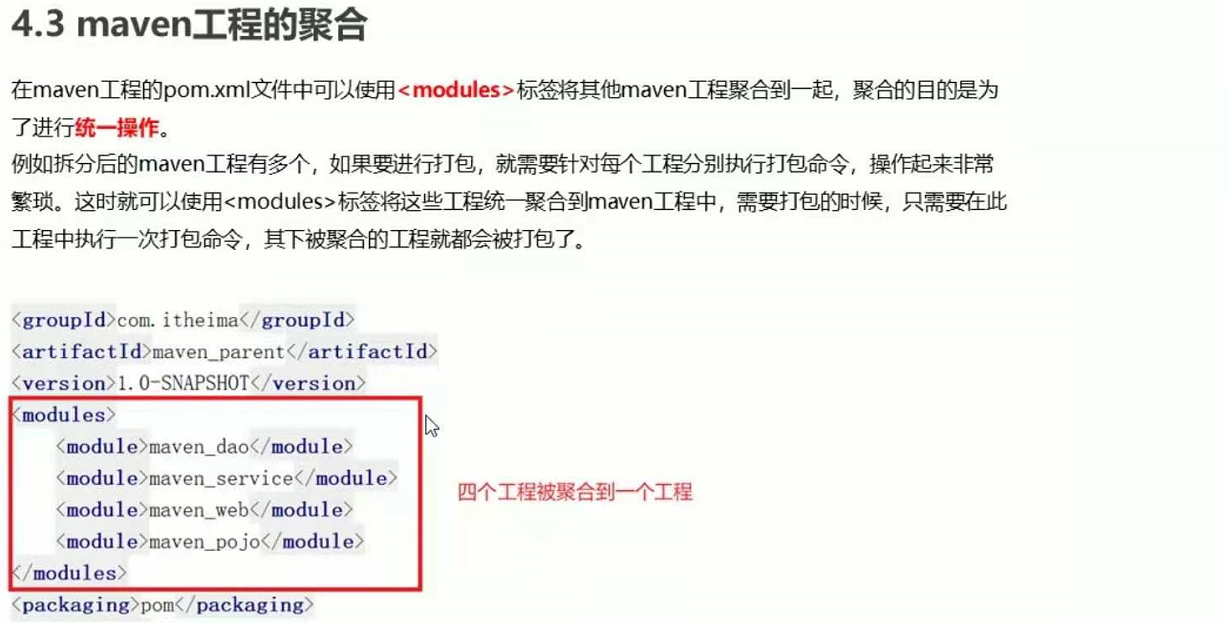 4.3 maven工程的聚合
在maven工程的pom.xml文件中可以使用<modules>标签将其他maven工程聚合到一起，聚合的目的是为
了进行统一操作。
例如拆分后的maven工程有多个，如果要进行打包，就需要针对每个工程分别执行打包命令，操作起来非常
繁琐。这时就可以使用<modules>标签将这些工程统一聚合到maven工程中，需要打包的时候，只需要在此
工程中执行一次打包命令，其下被聚合的工程就都会被打包了。
<groupId>com.itheima</groupId>
<artifactId>maven_parent</artifactId>
<version>1.0-SNAPSHOT</version>
<modules>
<module>maven_dao</module>
<module>maven_service</module>
四个工程被聚合到一个工程
<module>maven_web</module>
<module>maven_pojo</module>
</modules>
<packaging>pom</packaging>